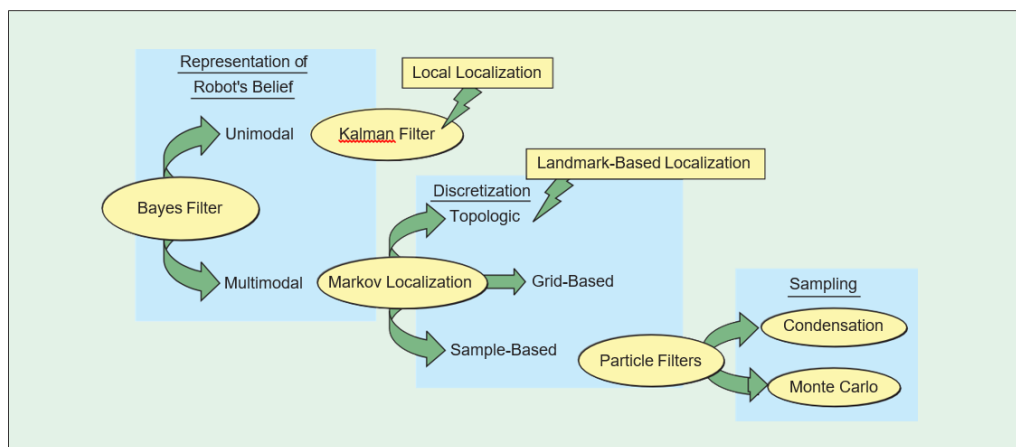 Representation of
Robot's Belief
Local Localization
Unimodal
Kalman Filter
Landmark-Based Localization
Discretization
Bayes Filter
Topologic
Multimodal
Markov Localization
Grid-Based
Sampling
Condensation
Sample-Based
Particle Filters
Monte Carlo